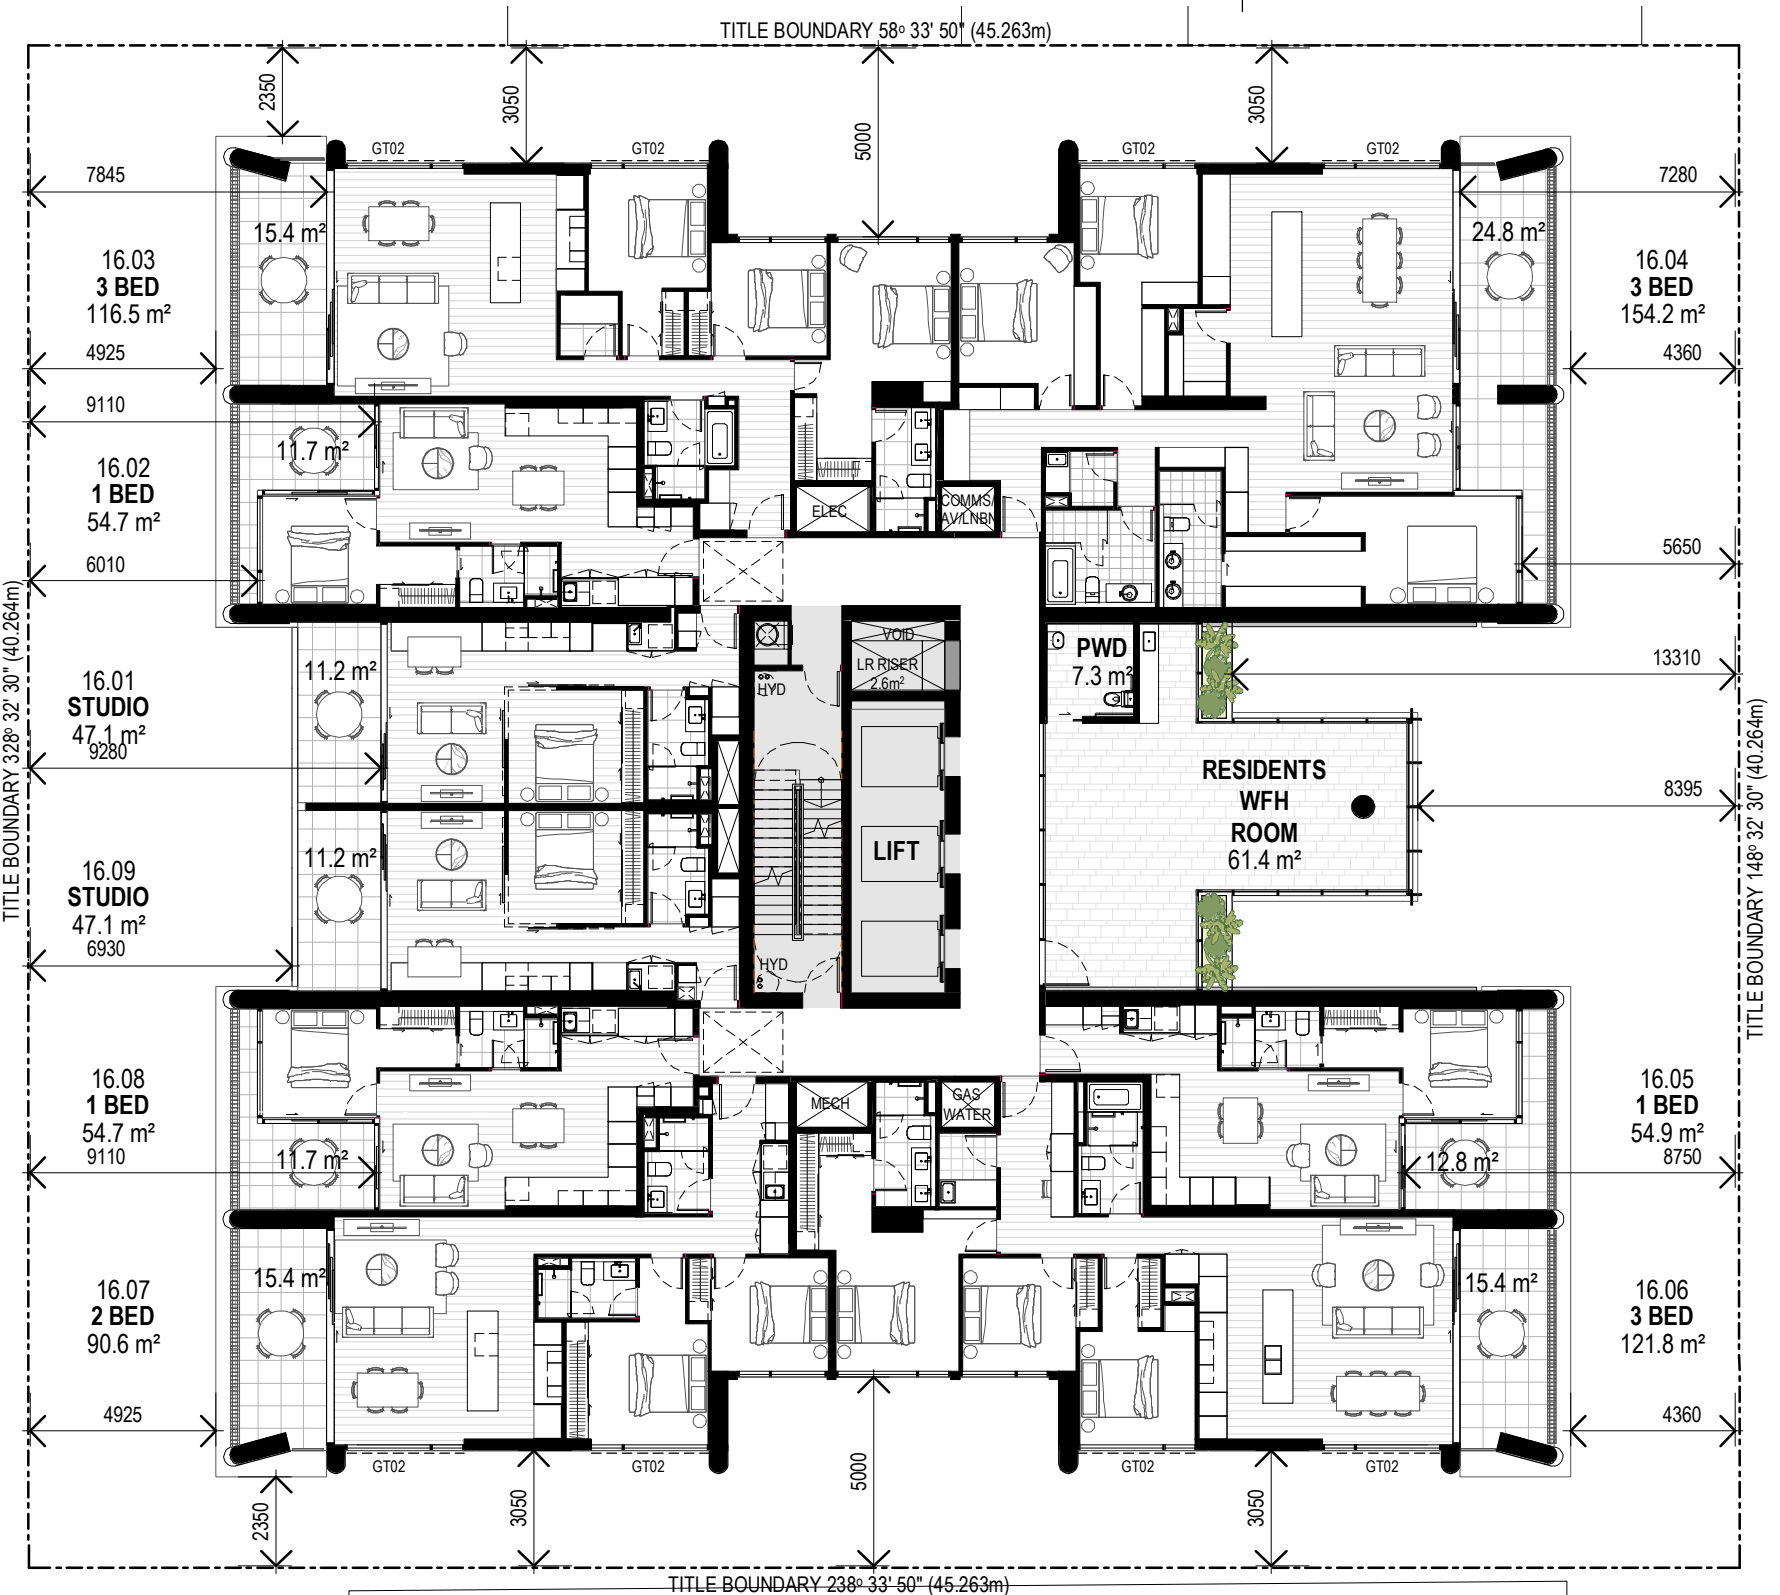 TITLE BOUNDARY 58º 33' 50" (45.263m)
2350
3050
5000
3050
GT02
GT02
GT02
GT02
7845
7280
15.4 m²
24.8 m²
16.03
3 BED
116.5 m²
16.04
3 BED
154.2 m²
4925
4360
9110
11.7 m²
16.02
1 BED
54.7 m²
ELEC
COMMS/
AV/LNBN
6010
5650
TITLE BOUNDARY 328º 32' 30" (40.264m)
VOID
LR RISER
2.6m²
HYD
PWD
7.3 m²
13310
11.2 m²
16.01
STUDIO
47.1 m²
9280
RESIDENTS
WFH
ROOM
61.4 m²
8395
TITLE BOUNDARY 148º 32' 30" (40.264m)
LIFT
11.2 m²
16.09
STUDIO
47.1 m²
6930
HYD
16.08
1 BED
54.7 m²
9110
11.7 m²
MECH
GAS
WATER
16.05
1 BED
54.9 m²
8750
12.8 m²
15.4 m²
16.07
2 BED
90.6 m²
15.4 m²
16.06
3 BED
121.8 m²
4925
4360
GT02
GT02
GT02
GT02
2350
3050
5000
3050
TITLE BOUNDARY 238º 33' 50" (45.263m)